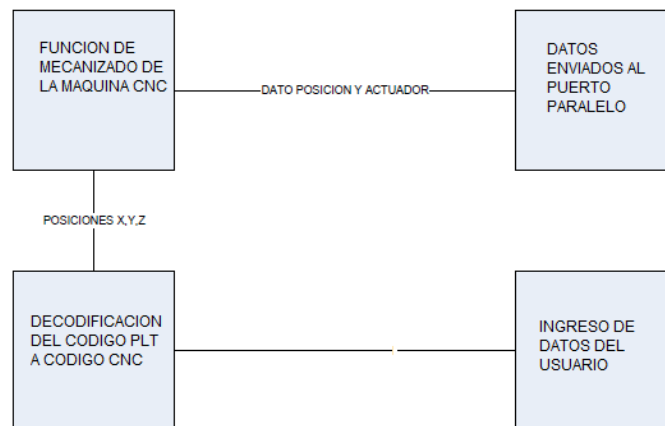 FUNCION DE
MECANIZADO DE
LA MAQUINA CNC
DATO POSICION Y ACTUADOR
DATOS
ENVIADOS AL
PUERTO
PARALELO
POSICIONES X,Y,Z
DECODIFICACION
DEL CODIGO PLT
A CODIGO CNC
INGRESO DE
DATOS DEL
USUARIO